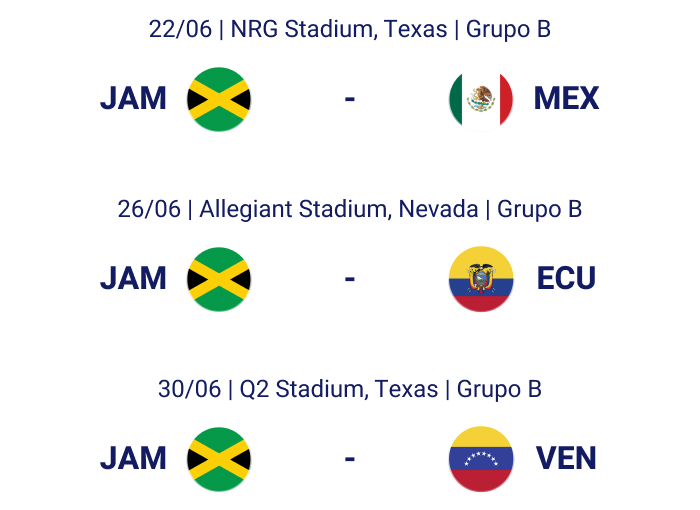 22/06 | NRG Stadium, Texas | Grupo B
JAM - MEX
26/06 | Allegiant Stadium, Nevada | Grupo B
JAM - ECU
30/06 | Q2 Stadium, Texas | Grupo B
JAM - VEN